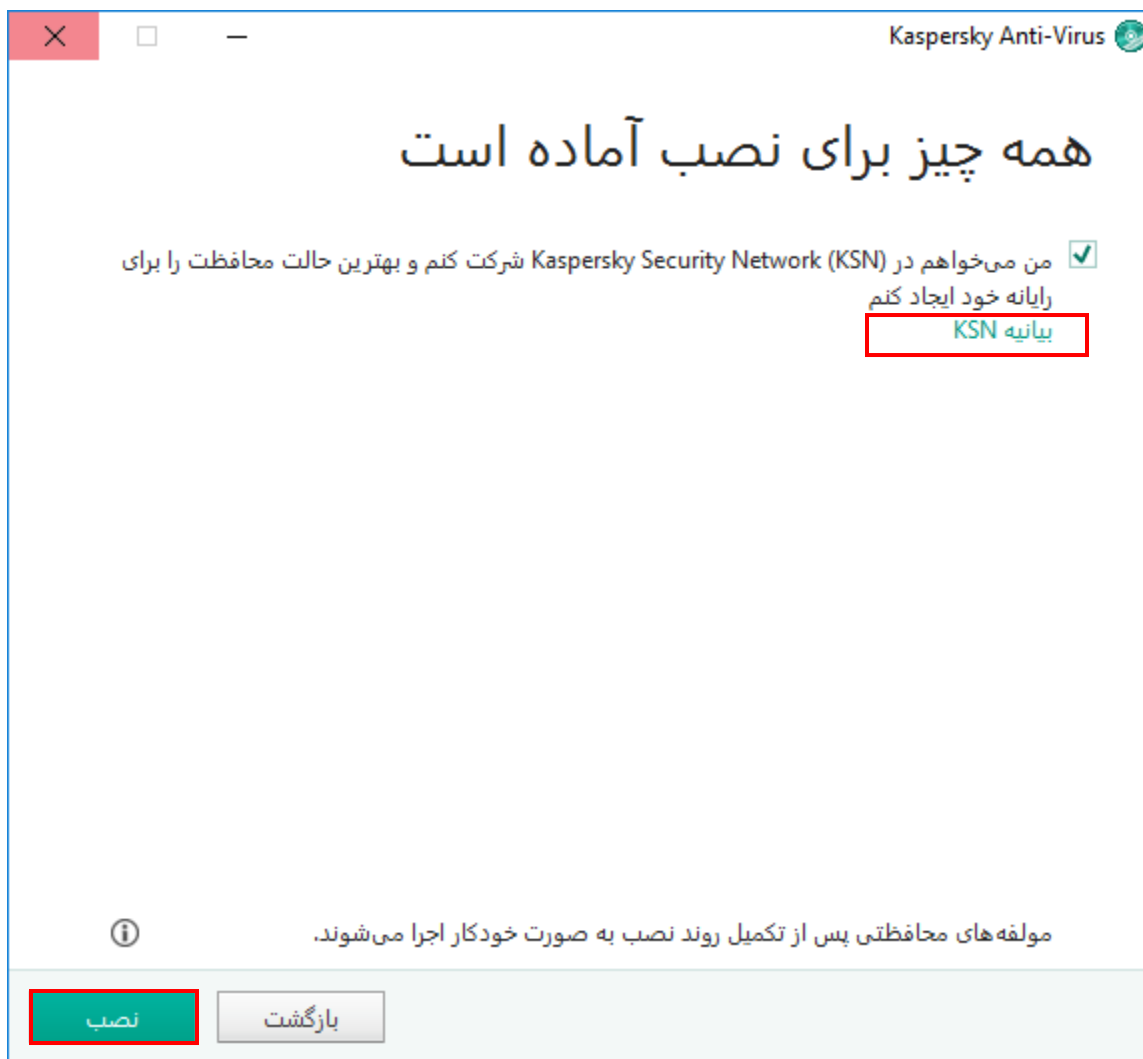 Kaspersky Anti-Virus
همه چیز برای نصب آماده است
من می‌خواهم در Kaspersky Security Network (KSN) شرکت کنم و بهترین حالت محافظت را برای
رایانه خود ایجاد کنم
بیانیه KSN
مولفه‌های محافظتی پس از تکمیل روند نصب به صورت خودکار اجرا می‌شوند.
بازگشت
نصب